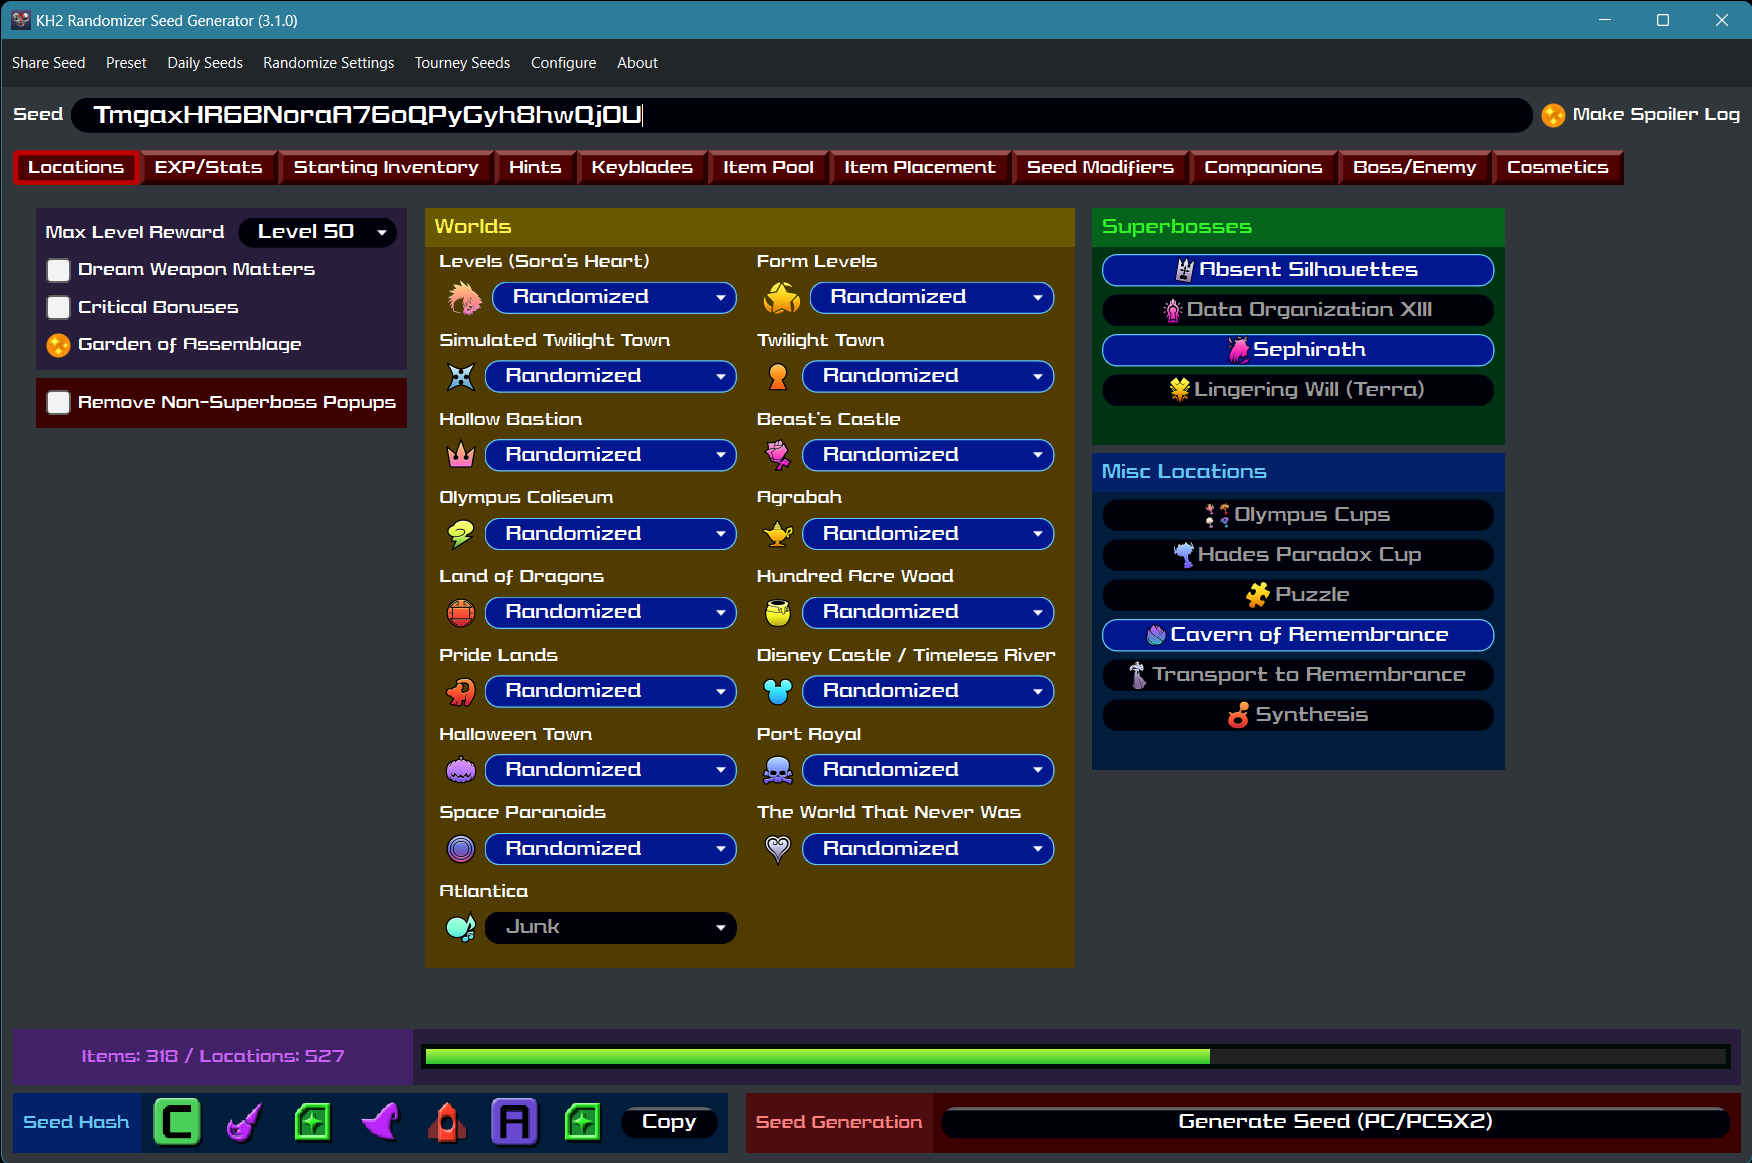 KH2 Randomizer Seed Generator (3.1.0)
Share Seed Preset Daily Seeds Randomize Settings Tourney Seeds Configure About
Seed TmgaxHR6BNoraA76oQPyGyh8hwQj0U Make Spoiler Log
Locations EXP/Stats Starting Inventory Hints Keyblades Item Pool Item Placement Seed Modifiers Companions Boss/Enemy Cosmetics
Max Level Reward Level 50
Dream Weapon Matters
Critical Bonuses
Garden of Assemblage
Remove Non-Superboss Popups
Worlds
Levels (Sora's Heart) Form Levels
Randomized Randomized
Simulated Twilight Town Twilight Town
Randomized Randomized
Hollow Bastion Beast's Castle
Randomized Randomized
Olympus Coliseum Agrabah
Randomized Randomized
Land of Dragons Hundred Acre Wood
Randomized Randomized
Pride Lands Disney Castle / Timeless River
Randomized Randomized
Halloween Town Port Royal
Randomized Randomized
Space Paranoids The World That Never Was
Randomized Randomized
Atlantica
Junk
Superbosses
Absent Silhouettes
Data Organization XIII
Sephiroth
Lingering Will (Terra)
Misc Locations
Olympus Cups
Hades Paradox Cup
Puzzle
Cavern of Remembrance
Transport to Remembrance
Synthesis
Items: 318 / Locations: 527
Seed Hash C A Copy Seed Generation Generate Seed (PC/PCSX2)